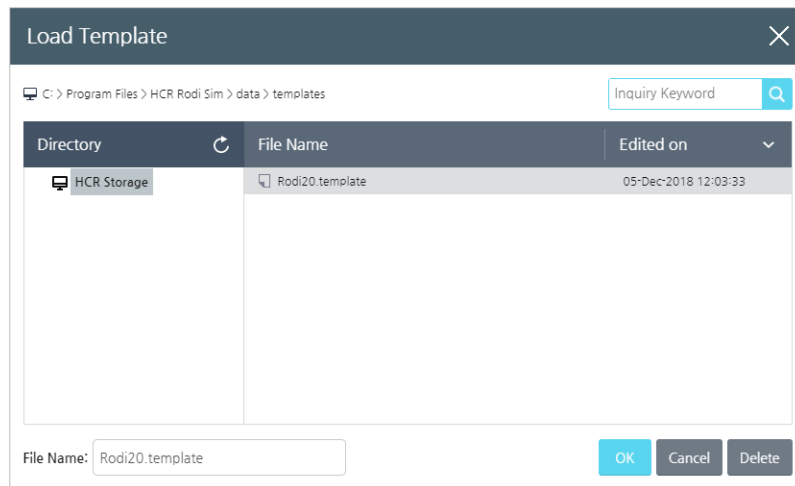 Load Template
C: > Program Files > HCR Rodi Sim > data > templates
Inquiry Keyword
Directory File Name Edited on
HCR Storage Rodi20.template 05-Dec-2018 12:03:33
File Name: Rodi20.template OK Cancel Delete